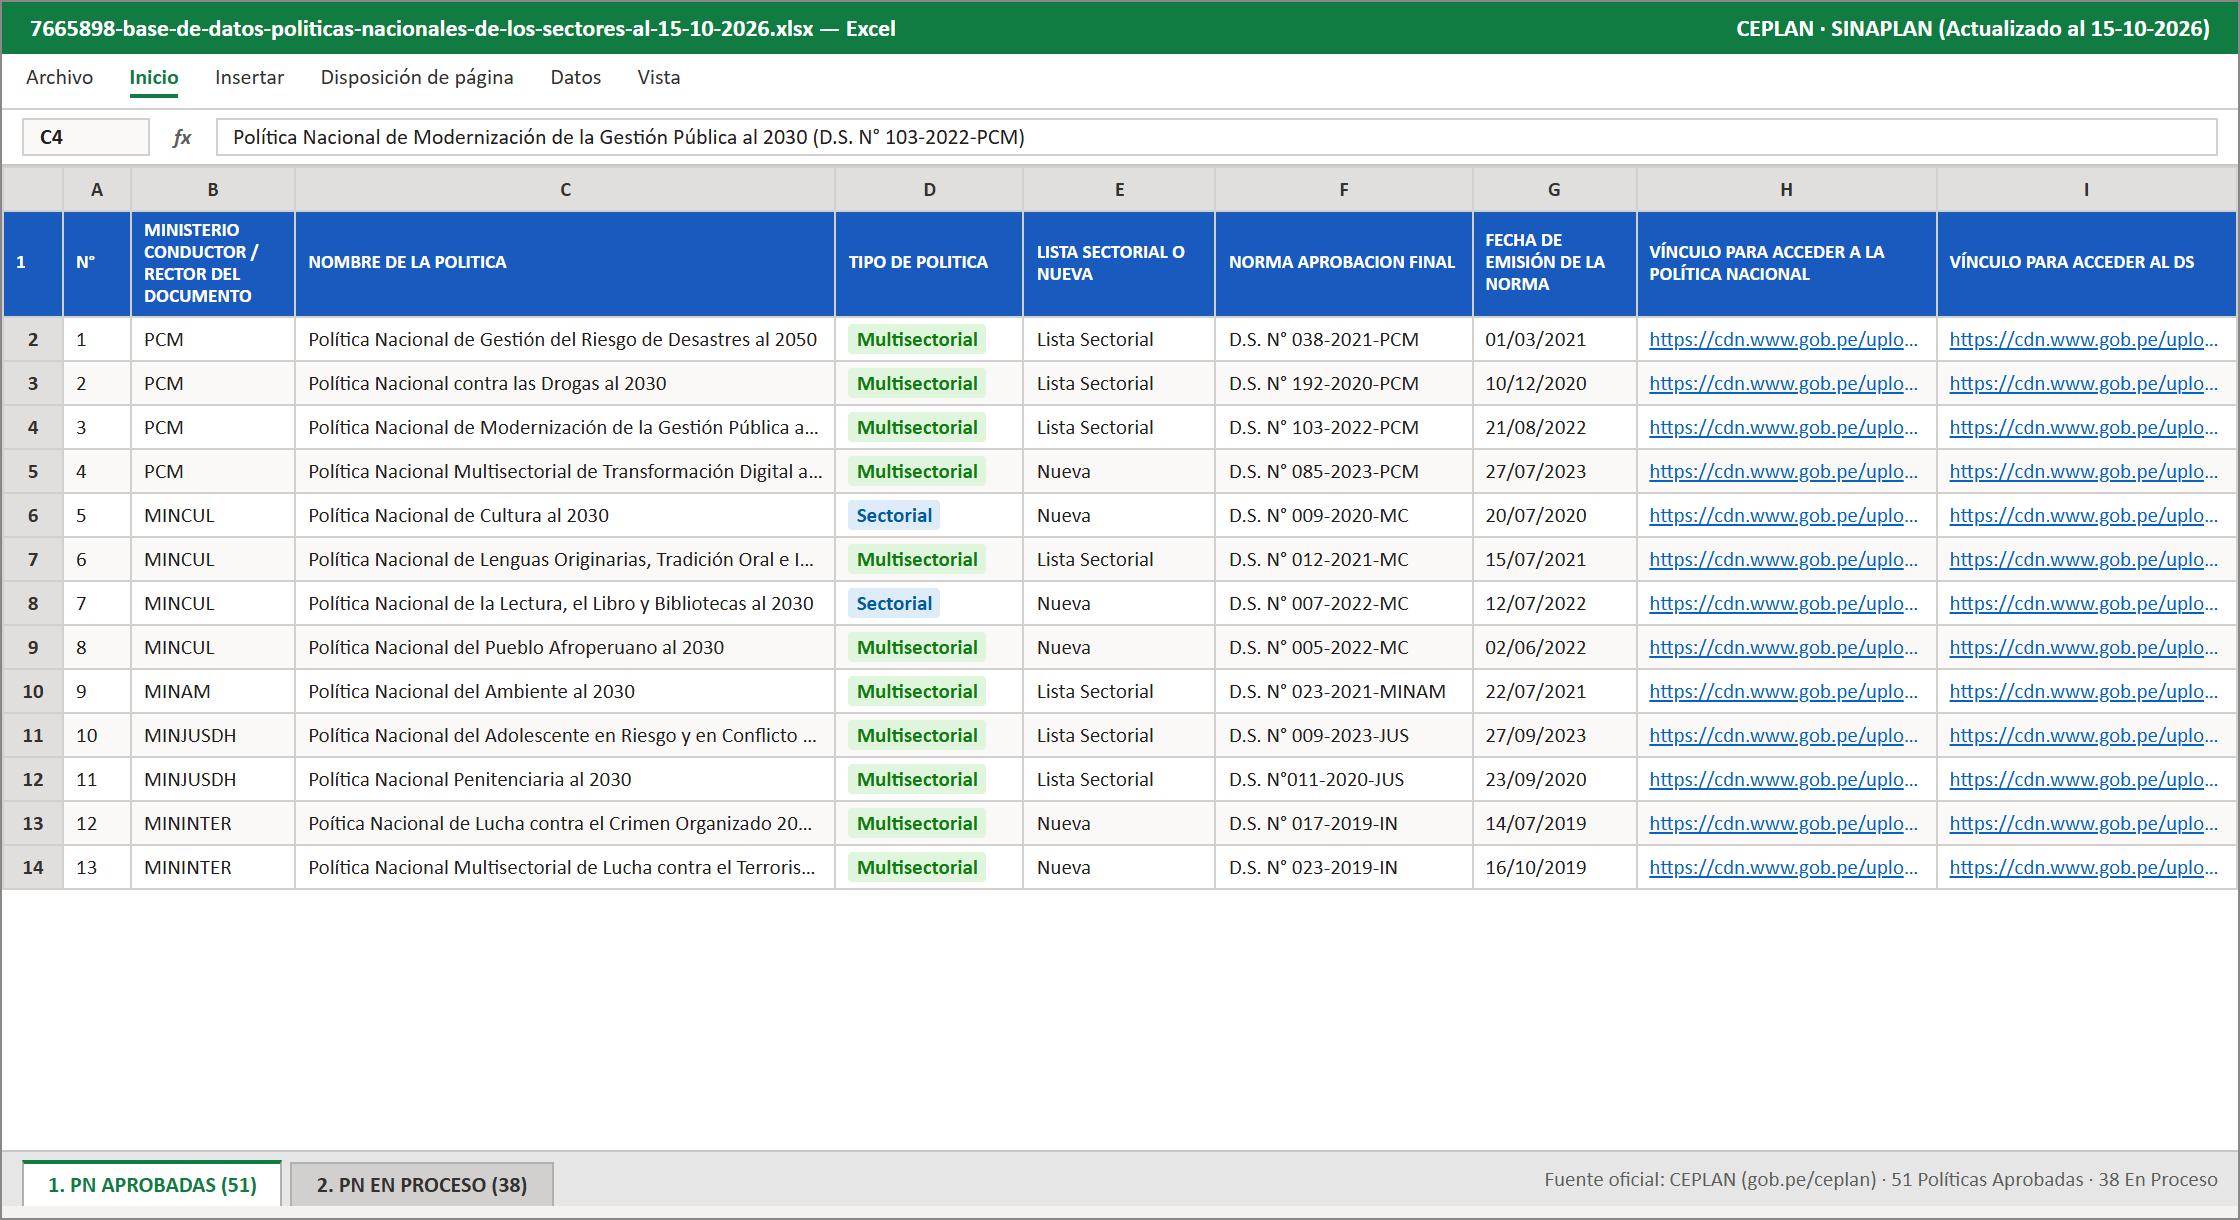 7665898-base-de-datos-politicas-nacionales-de-los-sectores-al-15-10-2026.xlsx — Excel
CEPLAN · SINAPLAN (Actualizado al 15-10-2026)
Archivo Inicio Insertar Disposición de página Datos Vista
C4 fx Política Nacional de Modernización de la Gestión Pública al 2030 (D.S. N° 103-2022-PCM)
A B C D E F G H I
1 N° MINISTERIO CONDUCTOR / RECTOR DEL DOCUMENTO NOMBRE DE LA POLITICA TIPO DE POLITICA LISTA SECTORIAL O NUEVA NORMA APROBACION FINAL FECHA DE EMISIÓN DE LA NORMA VÍNCULO PARA ACCEDER A LA POLÍTICA NACIONAL VÍNCULO PARA ACCEDER AL DS
2 1 PCM Política Nacional de Gestión del Riesgo de Desastres al 2050 Multisectorial Lista Sectorial D.S. N° 038-2021-PCM 01/03/2021 https://cdn.www.gob.pe/uplo... https://cdn.www.gob.pe/uplo...
3 2 PCM Política Nacional contra las Drogas al 2030 Multisectorial Lista Sectorial D.S. N° 192-2020-PCM 10/12/2020 https://cdn.www.gob.pe/uplo... https://cdn.www.gob.pe/uplo...
4 3 PCM Política Nacional de Modernización de la Gestión Pública a... Multisectorial Lista Sectorial D.S. N° 103-2022-PCM 21/08/2022 https://cdn.www.gob.pe/uplo... https://cdn.www.gob.pe/uplo...
5 4 PCM Política Nacional Multisectorial de Transformación Digital a... Multisectorial Nueva D.S. N° 085-2023-PCM 27/07/2023 https://cdn.www.gob.pe/uplo... https://cdn.www.gob.pe/uplo...
6 5 MINCUL Política Nacional de Cultura al 2030 Sectorial Nueva D.S. N° 009-2020-MC 20/07/2020 https://cdn.www.gob.pe/uplo... https://cdn.www.gob.pe/uplo...
7 6 MINCUL Política Nacional de Lenguas Originarias, Tradición Oral e I... Multisectorial Lista Sectorial D.S. N° 012-2021-MC 15/07/2021 https://cdn.www.gob.pe/uplo... https://cdn.www.gob.pe/uplo...
8 7 MINCUL Política Nacional de la Lectura, el Libro y Bibliotecas al 2030 Sectorial Nueva D.S. N° 007-2022-MC 12/07/2022 https://cdn.www.gob.pe/uplo... https://cdn.www.gob.pe/uplo...
9 8 MINCUL Política Nacional del Pueblo Afroperuano al 2030 Multisectorial Nueva D.S. N° 005-2022-MC 02/06/2022 https://cdn.www.gob.pe/uplo... https://cdn.www.gob.pe/uplo...
10 9 MINAM Política Nacional del Ambiente al 2030 Multisectorial Lista Sectorial D.S. N° 023-2021-MINAM 22/07/2021 https://cdn.www.gob.pe/uplo... https://cdn.www.gob.pe/uplo...
11 10 MINJUSDH Política Nacional del Adolescente en Riesgo y en Conflicto ... Multisectorial Lista Sectorial D.S. N° 009-2023-JUS 27/09/2023 https://cdn.www.gob.pe/uplo... https://cdn.www.gob.pe/uplo...
12 11 MINJUSDH Política Nacional Penitenciaria al 2030 Multisectorial Lista Sectorial D.S. N°011-2020-JUS 23/09/2020 https://cdn.www.gob.pe/uplo... https://cdn.www.gob.pe/uplo...
13 12 MININTER Poítica Nacional de Lucha contra el Crimen Organizado 20... Multisectorial Nueva D.S. N° 017-2019-IN 14/07/2019 https://cdn.www.gob.pe/uplo... https://cdn.www.gob.pe/uplo...
14 13 MININTER Política Nacional Multisectorial de Lucha contra el Terroris... Multisectorial Nueva D.S. N° 023-2019-IN 16/10/2019 https://cdn.www.gob.pe/uplo... https://cdn.www.gob.pe/uplo...
1. PN APROBADAS (51) 2. PN EN PROCESO (38)
Fuente oficial: CEPLAN (gob.pe/ceplan) · 51 Políticas Aprobadas · 38 En Proceso